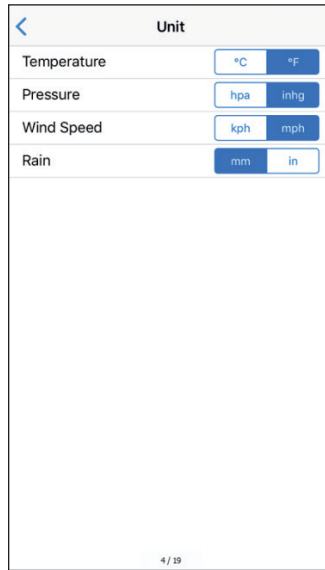 Unit
Temperature °C °F
Pressure hpa inhg
Wind Speed kph mph
Rain mm in
4 / 19